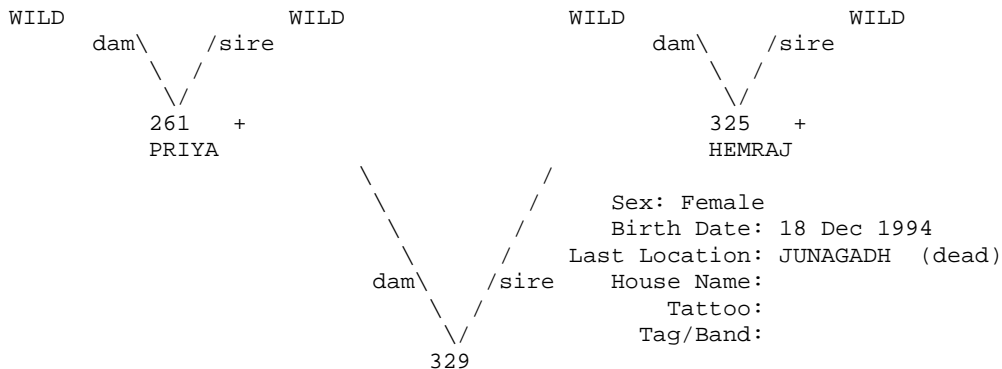 WILD                WILD                WILD                WILD
dam\     /sire                dam\     /sire
\   /                \   /
\/                \/
261   +                325   +
PRIYA                HEMRAJ
\             /
\           /   Sex: Female
\         /    Birth Date: 18 Dec 1994
\       /   Last Location: JUNAGADH  (dead)
dam\     /sire   House Name:
\   /          Tattoo:
\/          Tag/Band:
329